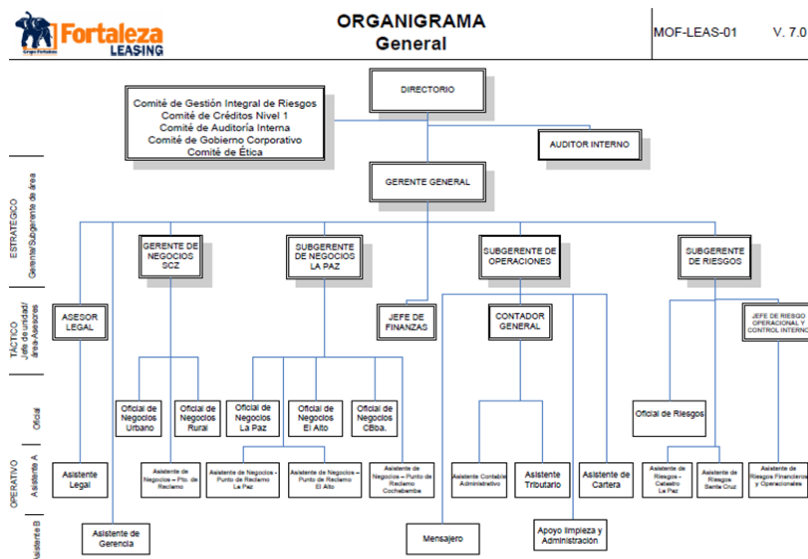 Fortaleza
LEASING
Grupo Fortaleza
ORGANIGRAMA
General
MOF-LEAS-01
V. 7.0
DIRECTORIO
Comité de Gestión Integral de Riesgos
Comité de Créditos Nivel 1
Comité de Auditoría Interna
Comité de Gobierno Corporativo
Comité de Ética
AUDITOR INTERNO
GERENTE GENERAL
ESTRATÉGICO
Gerente/Subgerente de área
GERENTE DE
NEGOCIOS
SCZ
SUBGERENTE
DE NEGOCIOS
LA PAZ
SUBGERENTE DE
OPERACIONES
SUBGERENTE
DE RIESGOS
TÁCTICO
Jefe de unidad/
área-Asesores
ASESOR
LEGAL
JEFE DE
FINANZAS
CONTADOR
GENERAL
JEFE DE RIESGO
OPERACIONAL Y
CONTROL INTERNO
Oficial
Oficial de
Negocios
Urbano
Oficial de
Negocios
Rural
Oficial de
Negocios
La Paz
Oficial de
Negocios
El Alto
Oficial de
Negocios
CBba.
Oficial de Riesgos
OPERATIVO
Asistente A
Asistente
Legal
Asistente de
Negocios – Pto. de
Reclamo
Asistente de Negocios -
Punto de Reclamo
La Paz
Asistente de Negocios –
Punto de Reclamo
El Alto
Asistente de
Negocios – Punto de
Reclamo
Cochabamba
Asistente Contable
Administrativo
Asistente
Tributario
Asistente de
Cartera
Asistente de
Riesgos -
Catastro
La Paz
Asistente de
Riesgos
Santa Cruz
Asistente de
Riesgos Financieros
y Operacionales
Asistente B
Asistente de
Gerencia
Mensajero
Apoyo limpieza y
Administración